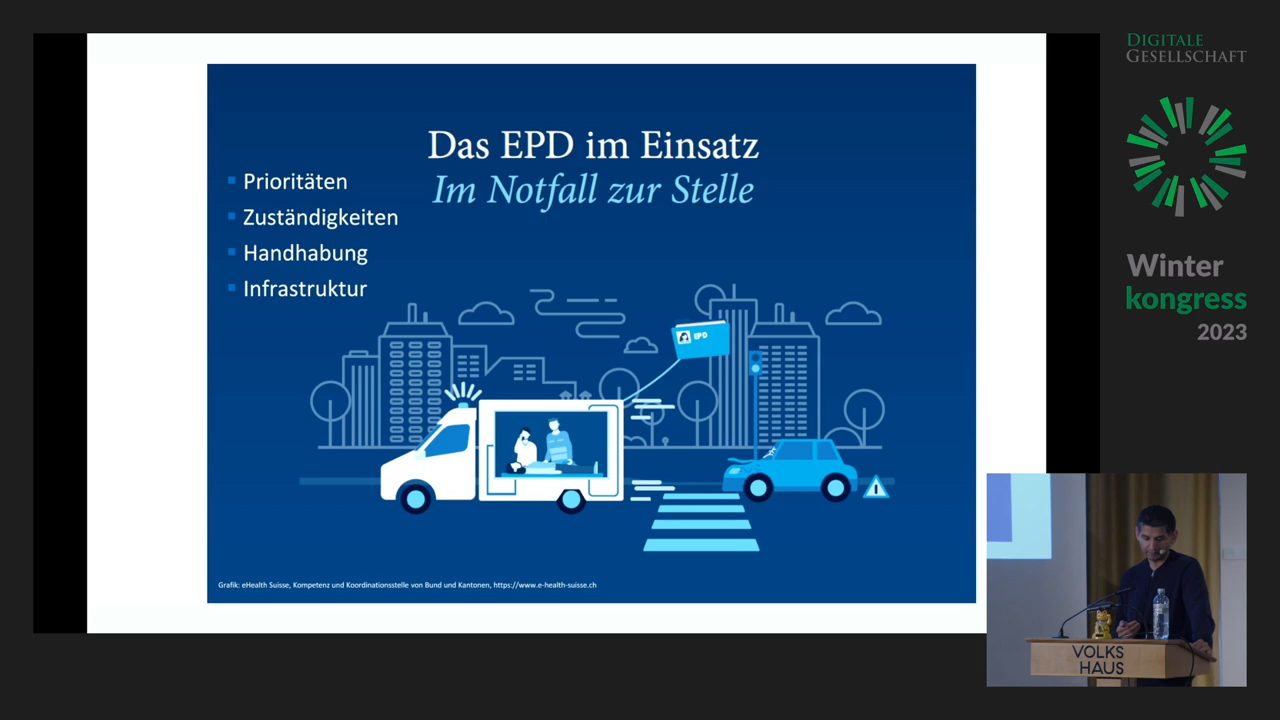 Das EPD im Einsatz
Im Notfall zur Stelle
Prioritäten
Zuständigkeiten
Handhabung
Infrastruktur
EPD
Grafik: eHealth Suisse, Kompetenz und Koordinationsstelle von Bund und Kantonen, https://www.e-health-suisse.ch
DIGITALE
GESELLSCHAFT
Winter
kongress
2023
VOLKS
HAUS